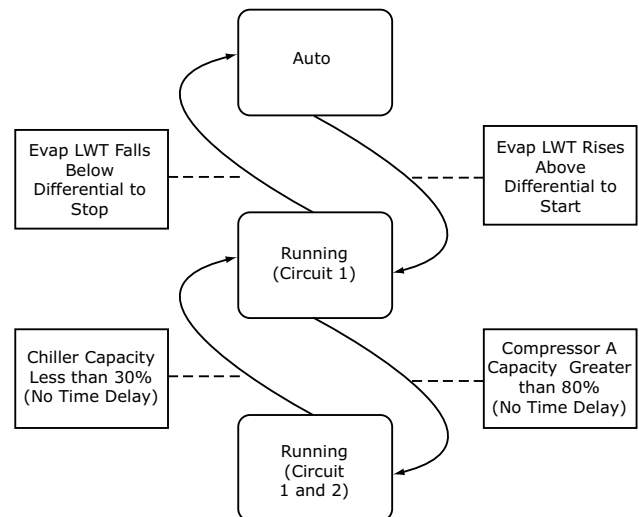 Auto
Evap LWT Falls
Below
Differential to
Stop
Evap LWT Rises
Above
Differential to
Start
Running
(Circuit 1)
Chiller Capacity
Less than 30%
(No Time Delay)
Compressor A
Capacity Greater
than 80%
(No Time Delay)
Running
(Circuit
1 and 2)